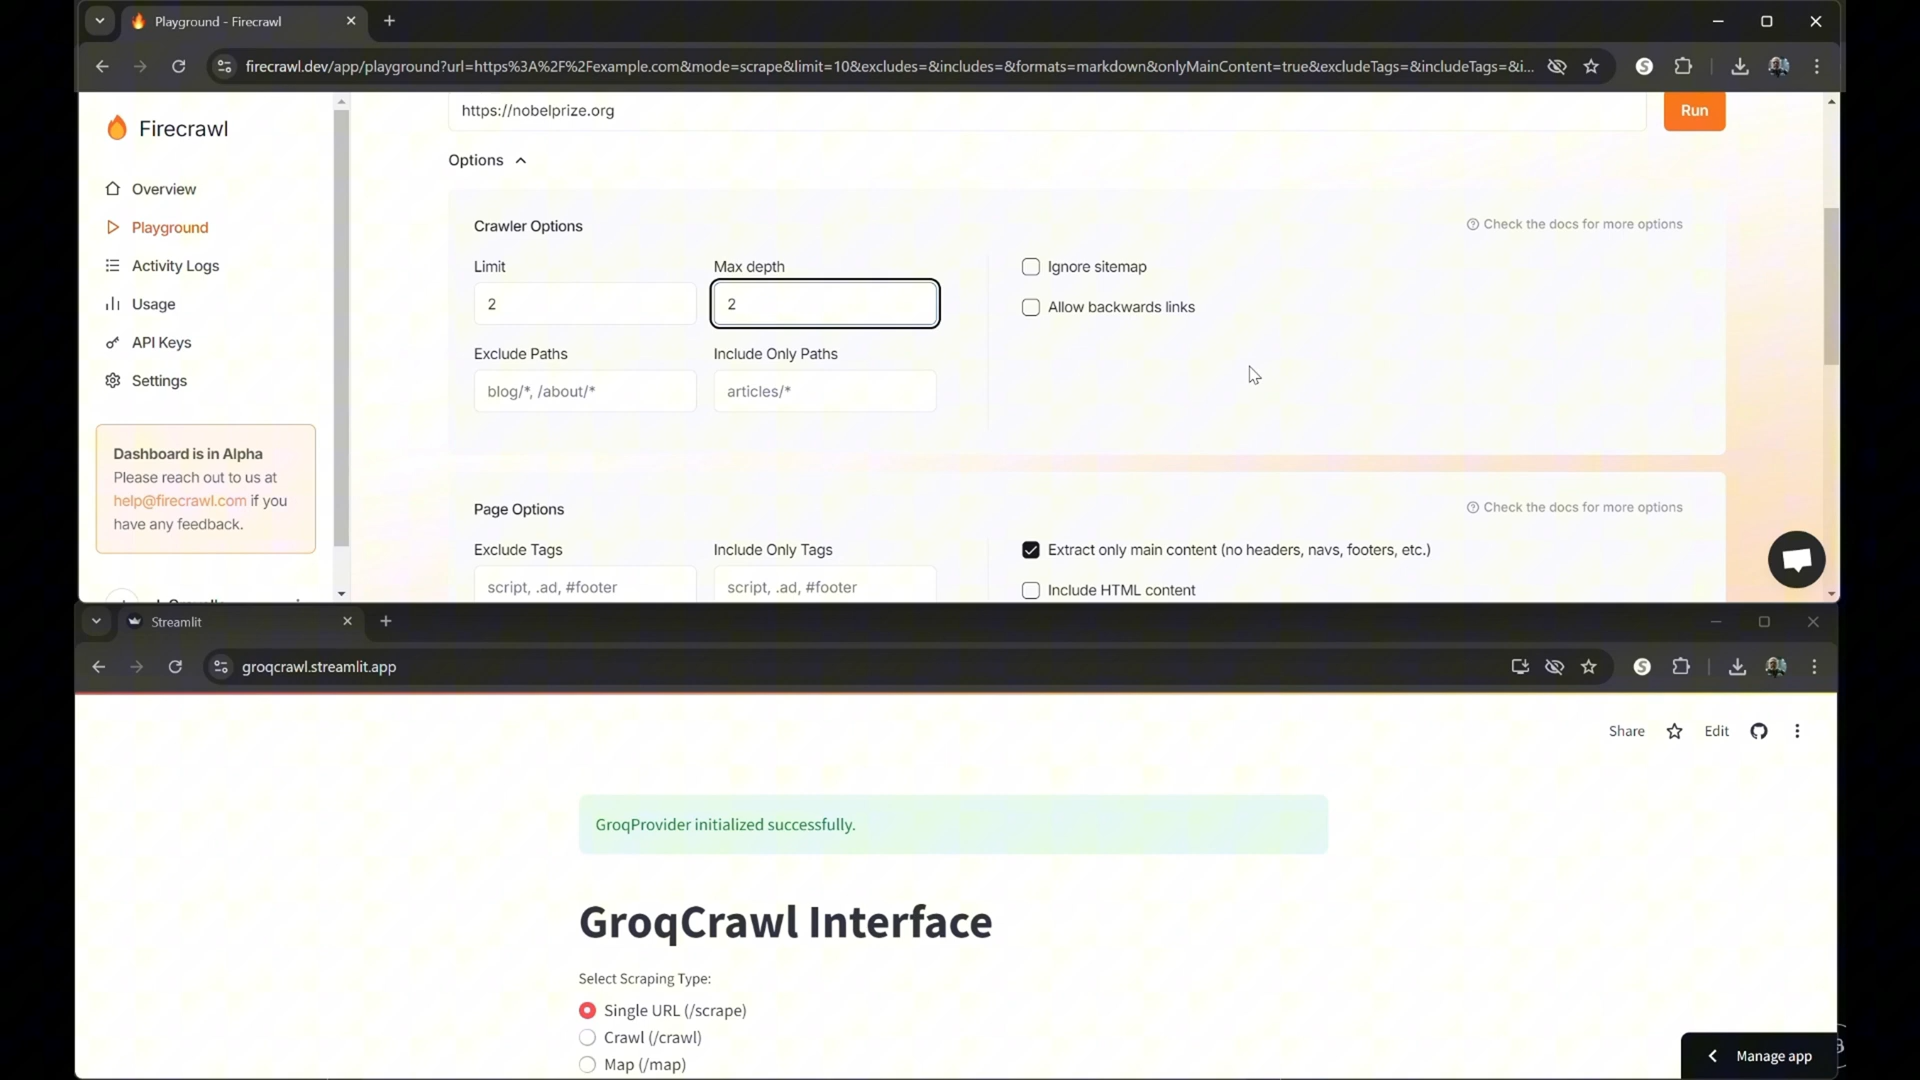 Playground - Firecrawl
firecrawl.dev/app/playground?url=https%3A%2F%2Fexample.com&mode=scrape&limit=10&excludes=&includes=&formats=markdown&onlyMainContent=true&excludeTags=&includeTags=&i...
Firecrawl
Overview
Playground
Activity Logs
Usage
API Keys
Settings
Dashboard is in Alpha
Please reach out to us at
help@firecrawl.com if you
have any feedback.
https://nobelprize.org
Run
Options
Crawler Options
Check the docs for more options
Limit
Max depth
Ignore sitemap
2
2
Allow backwards links
Exclude Paths
Include Only Paths
blog/*, /about/*
articles/*
Page Options
Check the docs for more options
Exclude Tags
Include Only Tags
Extract only main content (no headers, navs, footers, etc.)
script, .ad, #footer
script, .ad, #footer
Include HTML content
Streamlit
groqcrawl.streamlit.app
Share
Edit
GroqProvider initialized successfully.
GroqCrawl Interface
Select Scraping Type:
Single URL (/scrape)
Crawl (/crawl)
Map (/map)
Manage app